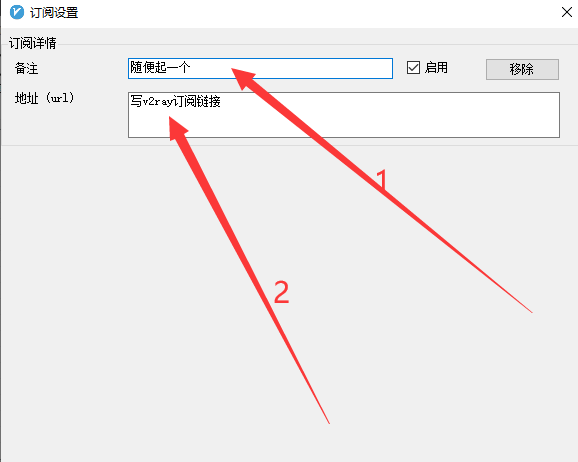 订阅设置
订阅详情
备注
随便起一个
启用
移除
地址（url）
写v2ray订阅链接
1
2